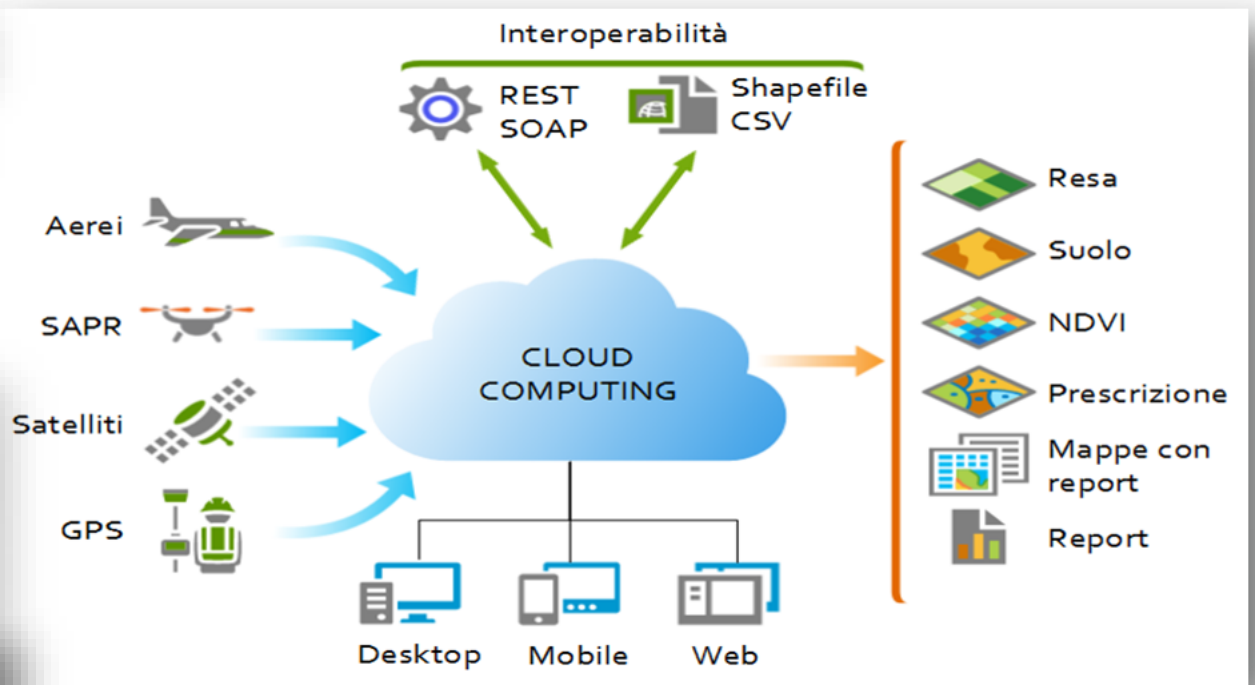 Interoperabilità
REST
SOAP
Shapefile
CSV
Aerei
SAPR
Satelliti
GPS
CLOUD
COMPUTING
Resa
Suolo
NDVI
Prescrizione
Mappe con
report
Report
Desktop
Mobile
Web